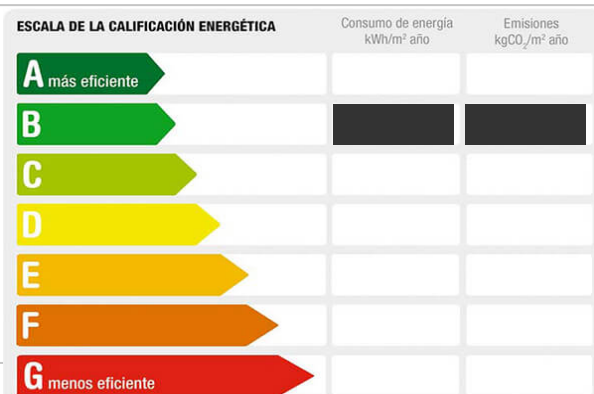 ESCALA DE LA CALIFICACIÓN ENERGÉTICA
Consumo de energía
kWh/m² año
Emisiones
kgCO₂/m² año
A más eficiente
B
C
D
E
F
G menos eficiente